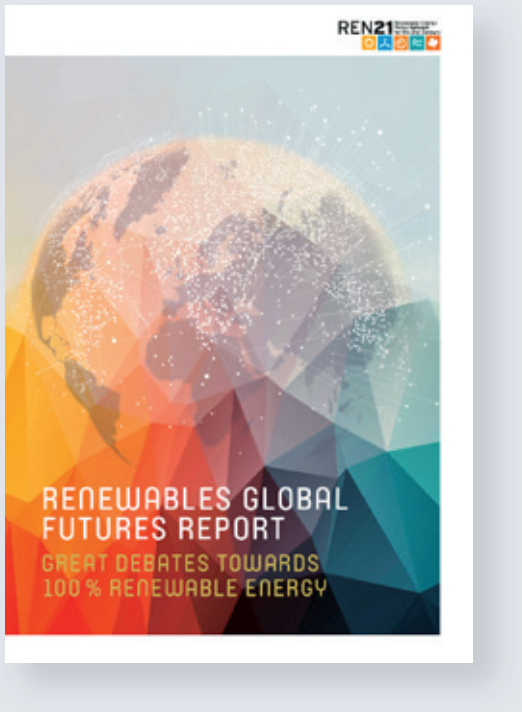 REN21
RENEWABLES GLOBAL
FUTURES REPORT
GREAT DEBATES TOWARDS
100 % RENEWABLE ENERGY